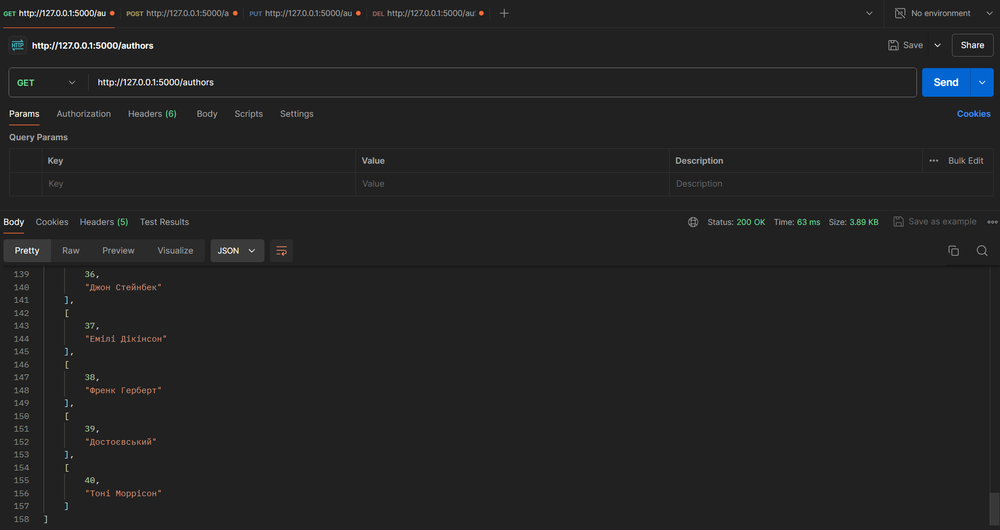 GET http://127.0.0.1:5000/au POST http://127.0.0.1:5000/a PUT http://127.0.0.1:5000/au DEL http://127.0.0.1:5000/au No environment
HTTP http://127.0.0.1:5000/authors Save Share
GET http://127.0.0.1:5000/authors Send
Params Authorization Headers (6) Body Scripts Settings Cookies
Query Params
Key Value Description Bulk Edit
Key Value Description
Body Cookies Headers (5) Test Results Status: 200 OK Time: 63 ms Size: 3.89 KB Save as example
Pretty Raw Preview Visualize JSON
139 36,
140 "Джон Стейнбек"
141 ],
142 [
143 37,
144 "Емілі Дікінсон"
145 ],
146 [
147 38,
148 "Френк Герберт"
149 ],
150 [
151 39,
152 "Достоєвський"
153 ],
154 [
155 40,
156 "Тоні Моррісон"
157 ]
158 ]